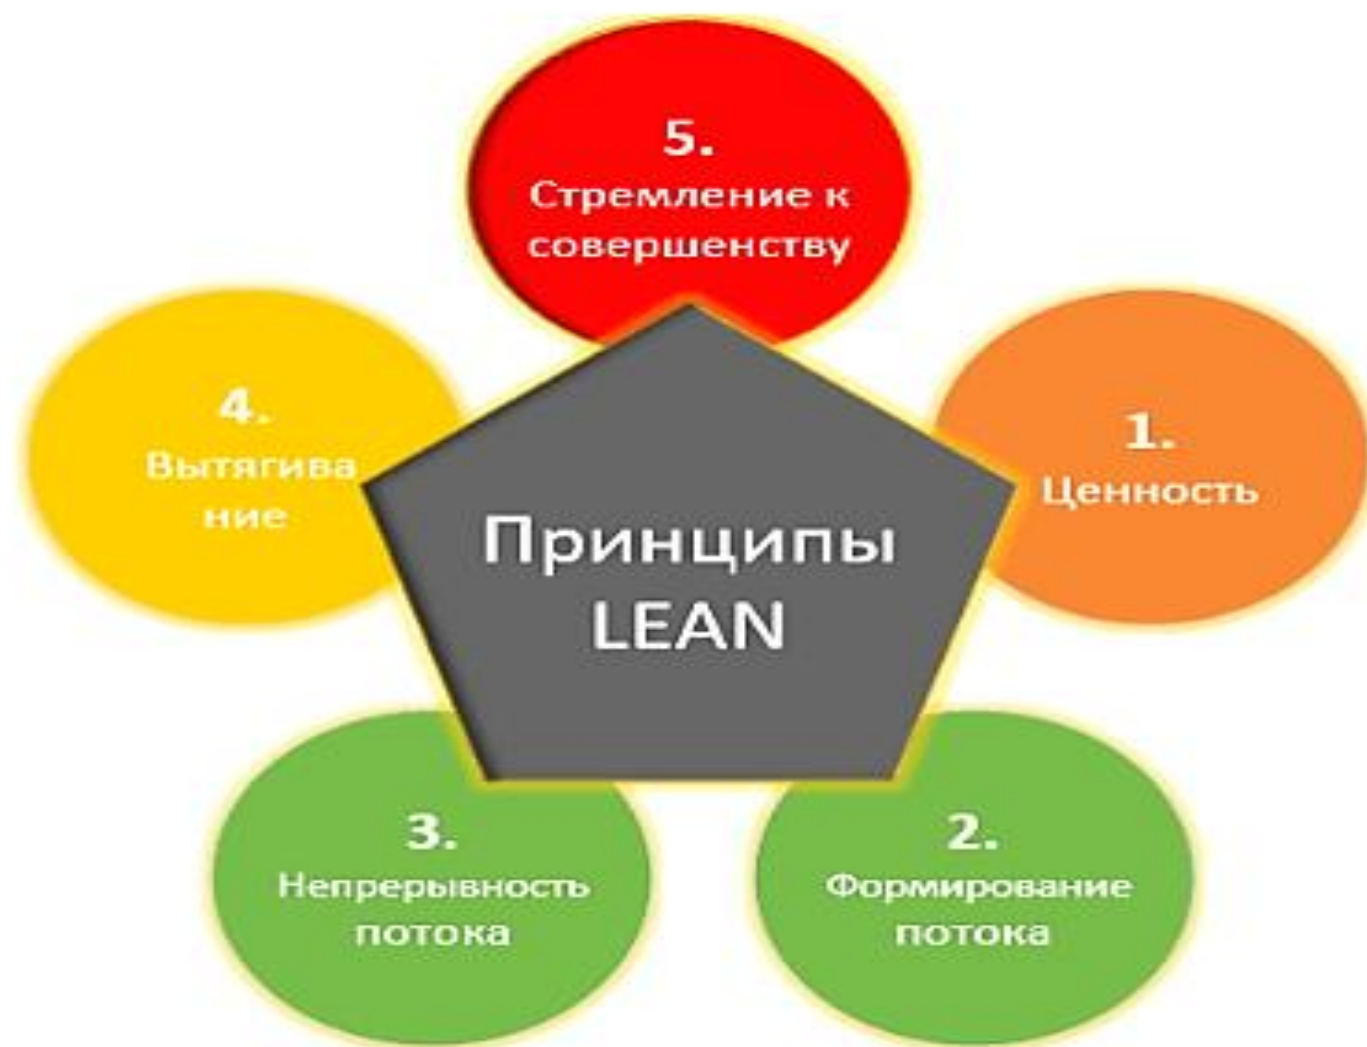 5.
Стремление к
совершенству
4.
Вытягива
ние
1.
Ценность
Принципы
LEAN
3.
Непрерывность
потока
2.
Формирование
потока